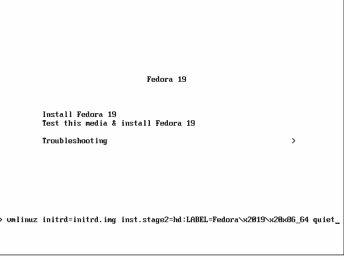 Fedora 19
Install Fedora 19
Test this media & install Fedora 19
Troubleshooting >
> vmlinuz initrd=initrd.img inst.stage2=hd:LABEL=Fedora\x2019\x20x86_64 quiet_